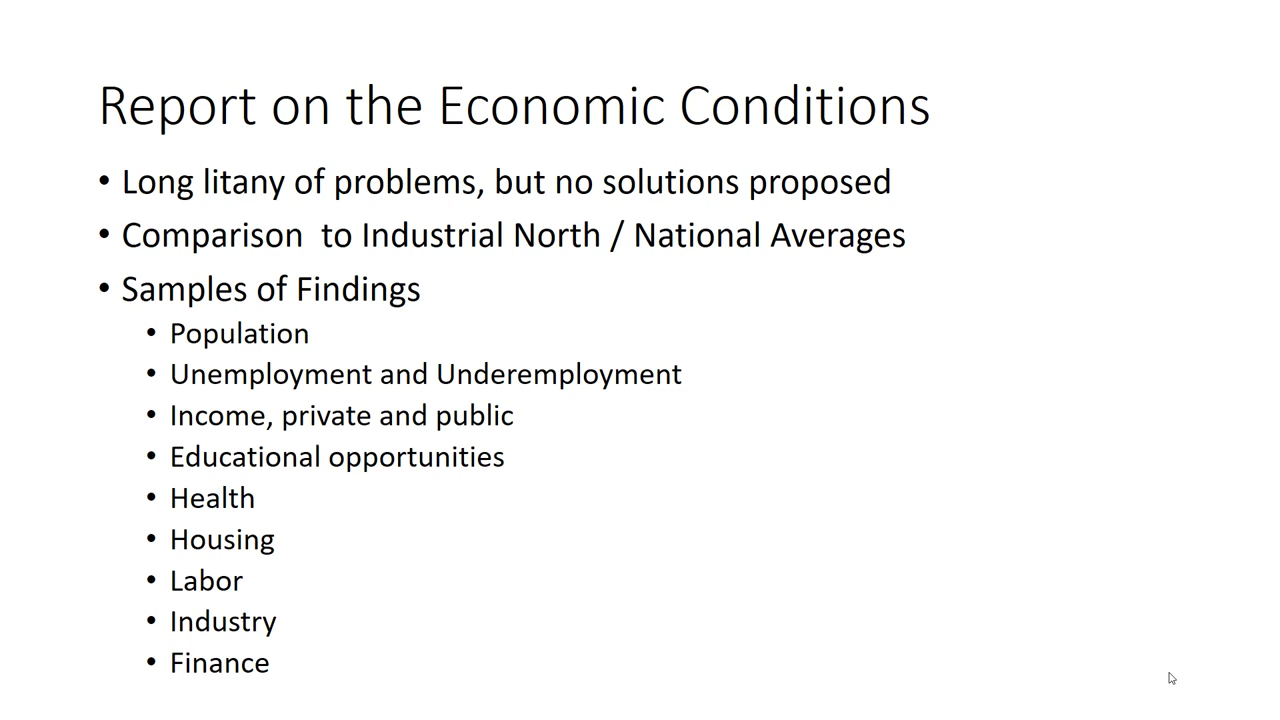 Report on the Economic Conditions
• Long litany of problems, but no solutions proposed
• Comparison  to Industrial North / National Averages
• Samples of Findings
• Population
• Unemployment and Underemployment
• Income, private and public
• Educational opportunities
• Health
• Housing
• Labor
• Industry
• Finance